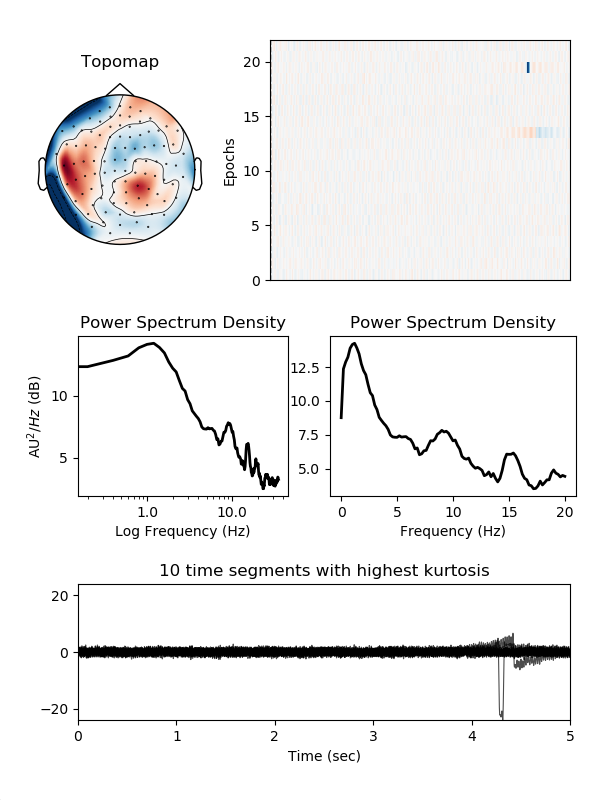 Topomap
20
15
10
5
0
Epochs
Power Spectrum Density
10
5
AU²/Hz (dB)
1.0 10.0
Log Frequency (Hz)
Power Spectrum Density
12.5
10.0
7.5
5.0
0 5 10 15 20
Frequency (Hz)
10 time segments with highest kurtosis
20
0
−20
0 1 2 3 4 5
Time (sec)